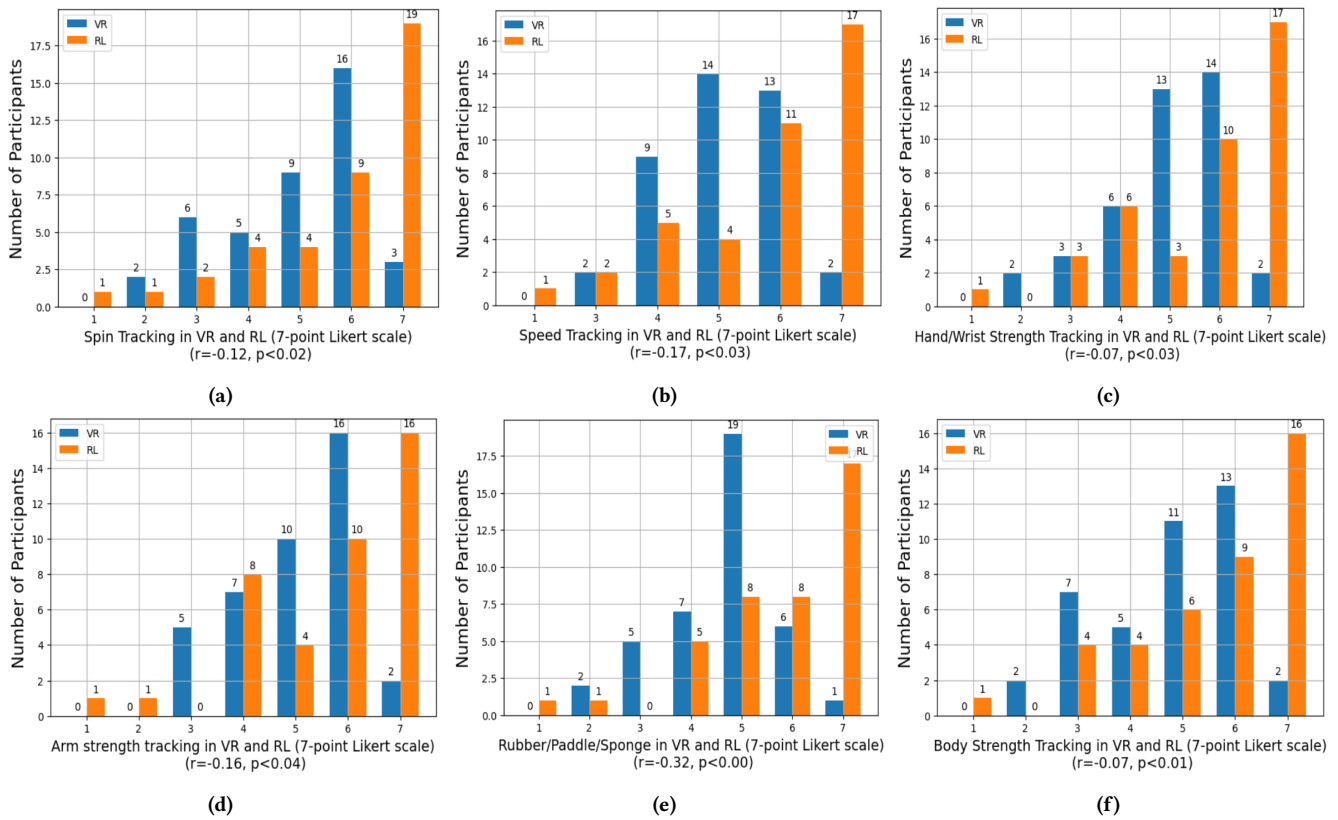 VR
RL
Number of Participants
17.5
15.0
12.5
10.0
7.5
5.0
2.5
0.0
0 1 2 1 6 2 5 4 9 4 16 9 3 19
1 2 3 4 5 6 7
Spin Tracking in VR and RL (7-point Likert scale)
(r=-0.12, p<0.02)
(a)
VR
RL
Number of Participants
16
14
12
10
8
6
4
2
0
0 1 2 2 9 5 14 4 13 11 2 17
1 3 4 5 6 7
Speed Tracking in VR and RL (7-point Likert scale)
(r=-0.17, p<0.03)
(b)
VR
RL
Number of Participants
16
14
12
10
8
6
4
2
0
0 1 2 0 3 3 6 6 13 3 14 10 2 17
1 2 3 4 5 6 7
Hand/Wrist Strength Tracking in VR and RL (7-point Likert scale)
(r=-0.07, p<0.03)
(c)
VR
RL
Number of Participants
16
14
12
10
8
6
4
2
0
0 1 0 1 5 0 7 8 10 4 16 10 2 16
1 2 3 4 5 6 7
Arm strength tracking in VR and RL (7-point Likert scale)
(r=-0.16, p<0.04)
(d)
VR
RL
Number of Participants
17.5
15.0
12.5
10.0
7.5
5.0
2.5
0.0
0 1 2 1 5 0 7 5 19 8 6 8 1 17
1 2 3 4 5 6 7
Rubber/Paddle/Sponge in VR and RL (7-point Likert scale)
(r=-0.32, p<0.00)
(e)
VR
RL
Number of Participants
16
14
12
10
8
6
4
2
0
0 1 2 0 7 4 5 4 11 6 13 9 2 16
1 2 3 4 5 6 7
Body Strength Tracking in VR and RL (7-point Likert scale)
(r=-0.07, p<0.01)
(f)